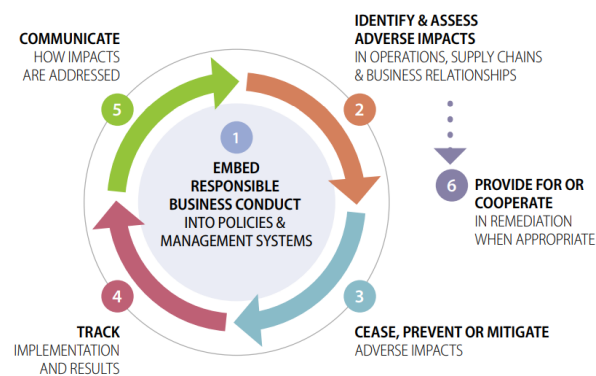 1
EMBED
RESPONSIBLE
BUSINESS CONDUCT
INTO POLICIES &
MANAGEMENT SYSTEMS
2
IDENTIFY & ASSESS
ADVERSE IMPACTS
IN OPERATIONS, SUPPLY CHAINS
& BUSINESS RELATIONSHIPS
3
CEASE, PREVENT OR MITIGATE
ADVERSE IMPACTS
4
TRACK
IMPLEMENTATION
AND RESULTS
5
COMMUNICATE
HOW IMPACTS
ARE ADDRESSED
6
PROVIDE FOR OR
COOPERATE
IN REMEDIATION
WHEN APPROPRIATE